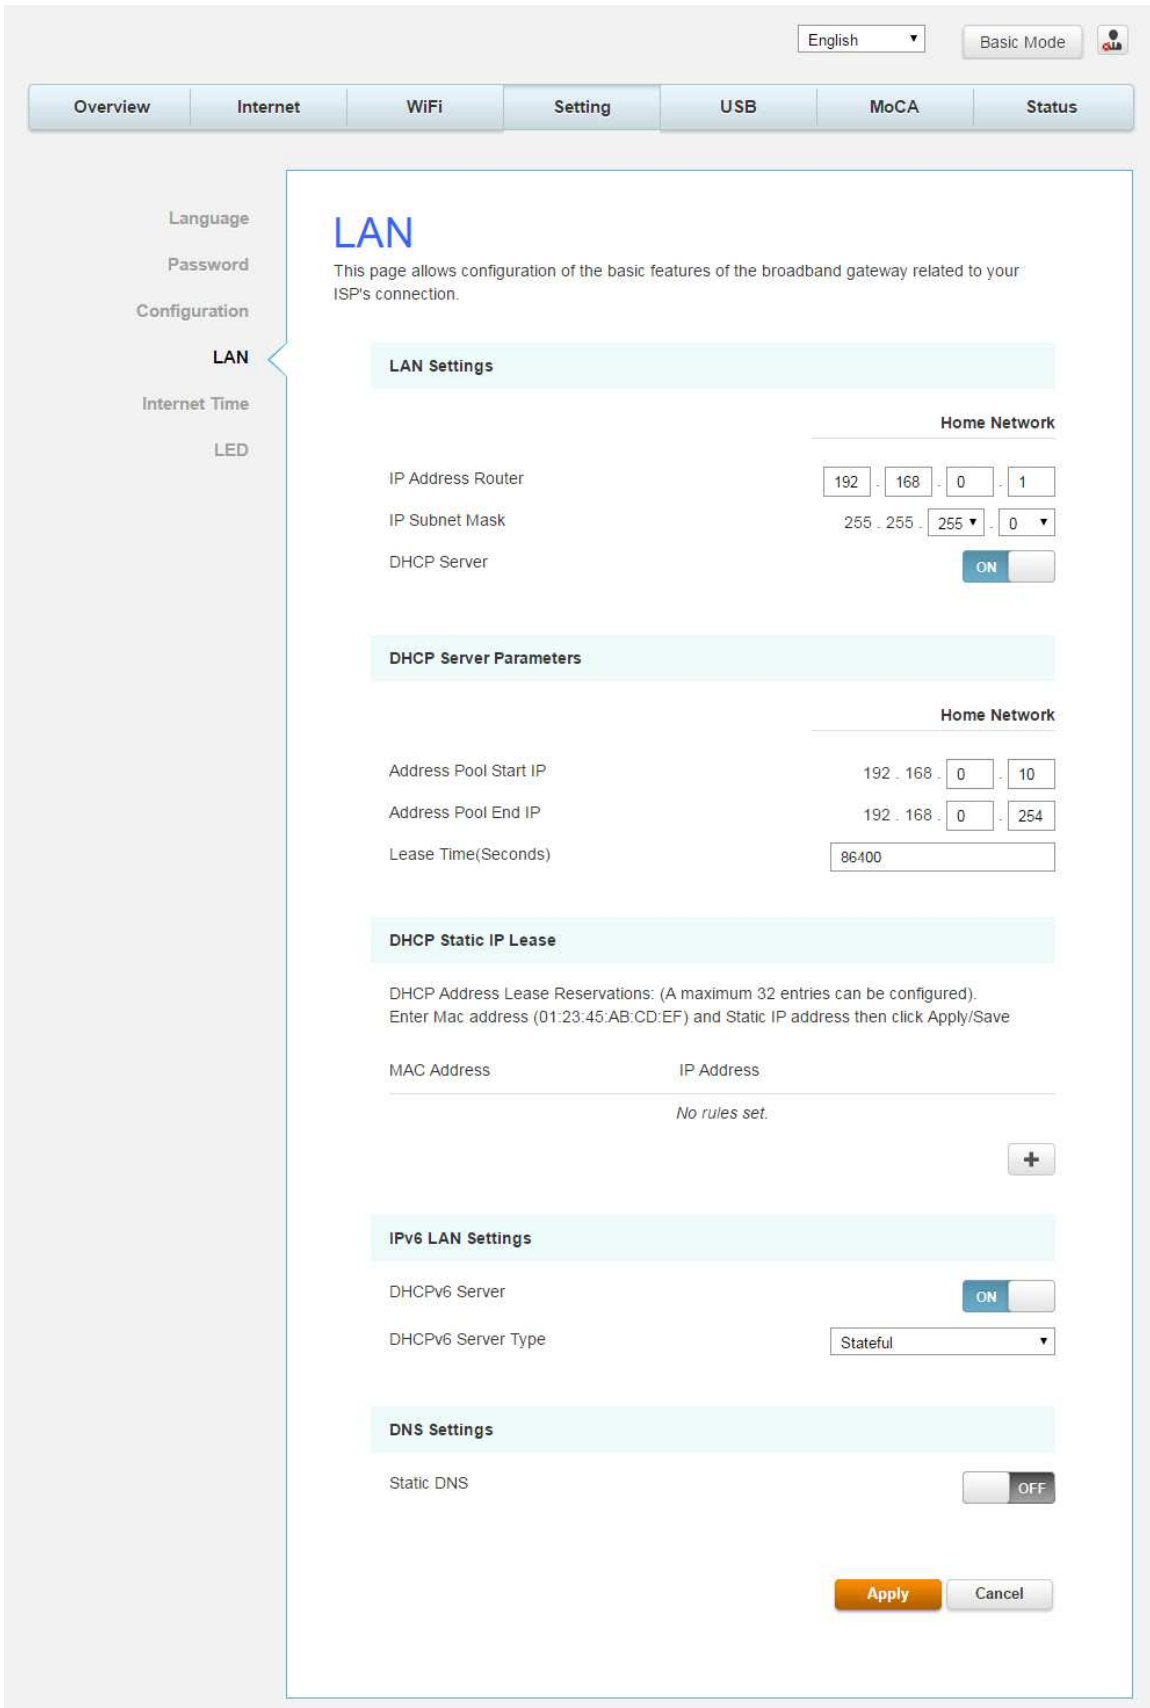 English
Basic Mode
Overview Internet WiFi Setting USB MoCA Status
Language
Password
Configuration
LAN
Internet Time
LED
LAN
This page allows configuration of the basic features of the broadband gateway related to your
ISP's connection.
LAN Settings
Home Network
IP Address Router 192 . 168 . 0 . 1
IP Subnet Mask 255 . 255 . 255 . 0
DHCP Server ON
DHCP Server Parameters
Home Network
Address Pool Start IP 192 . 168 . 0 . 10
Address Pool End IP 192 . 168 . 0 . 254
Lease Time(Seconds) 86400
DHCP Static IP Lease
DHCP Address Lease Reservations: (A maximum 32 entries can be configured).
Enter Mac address (01:23:45:AB:CD:EF) and Static IP address then click Apply/Save
MAC Address IP Address
No rules set.
+
IPv6 LAN Settings
DHCPv6 Server ON
DHCPv6 Server Type Stateful
DNS Settings
Static DNS OFF
Apply Cancel